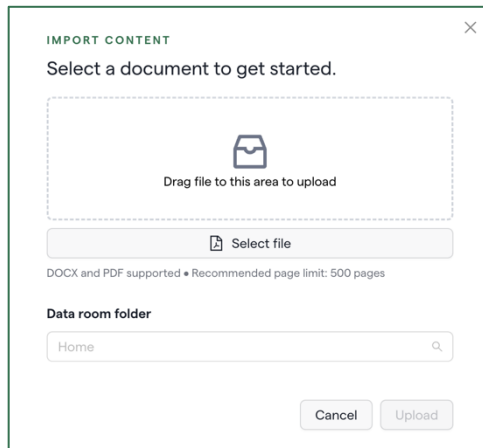 IMPORT CONTENT
Select a document to get started.
Drag file to this area to upload
Select file
DOCX and PDF supported • Recommended page limit: 500 pages
Data room folder
Home
Cancel
Upload